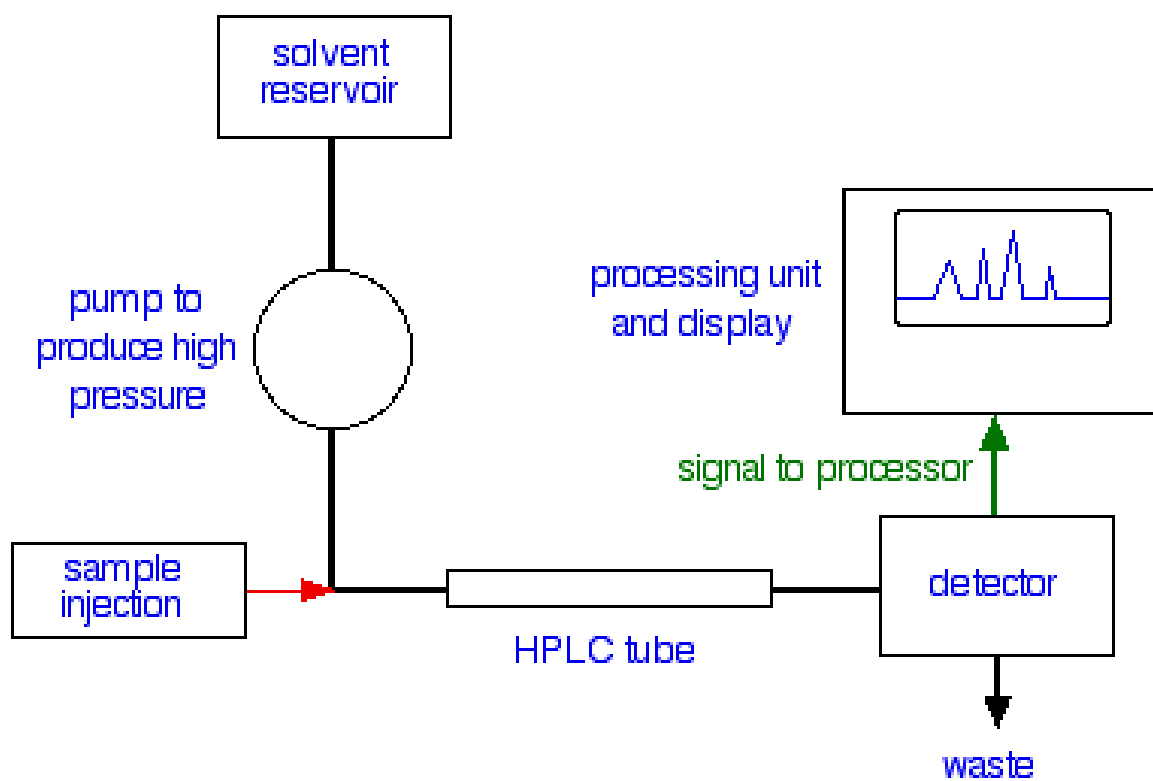 solvent
reservoir
pump to
produce high
pressure
processing unit
and display
signal to processor
sample
injection
HPLC tube
detector
waste